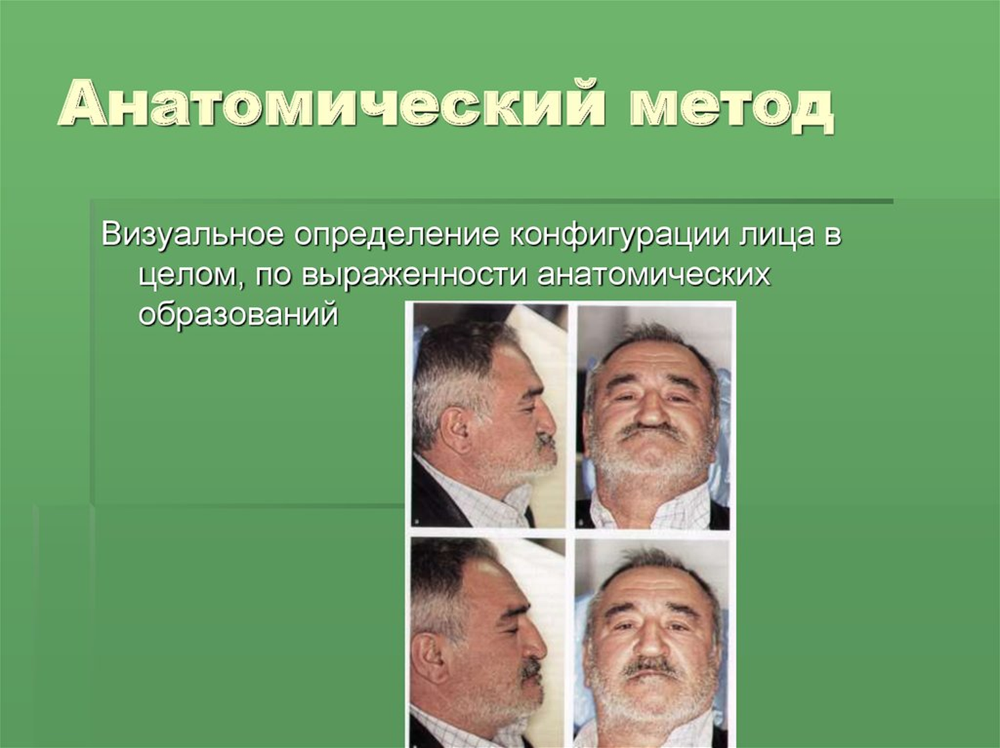 Анатомический метод
Визуальное определение конфигурации лица в
целом, по выраженности анатомических
образований